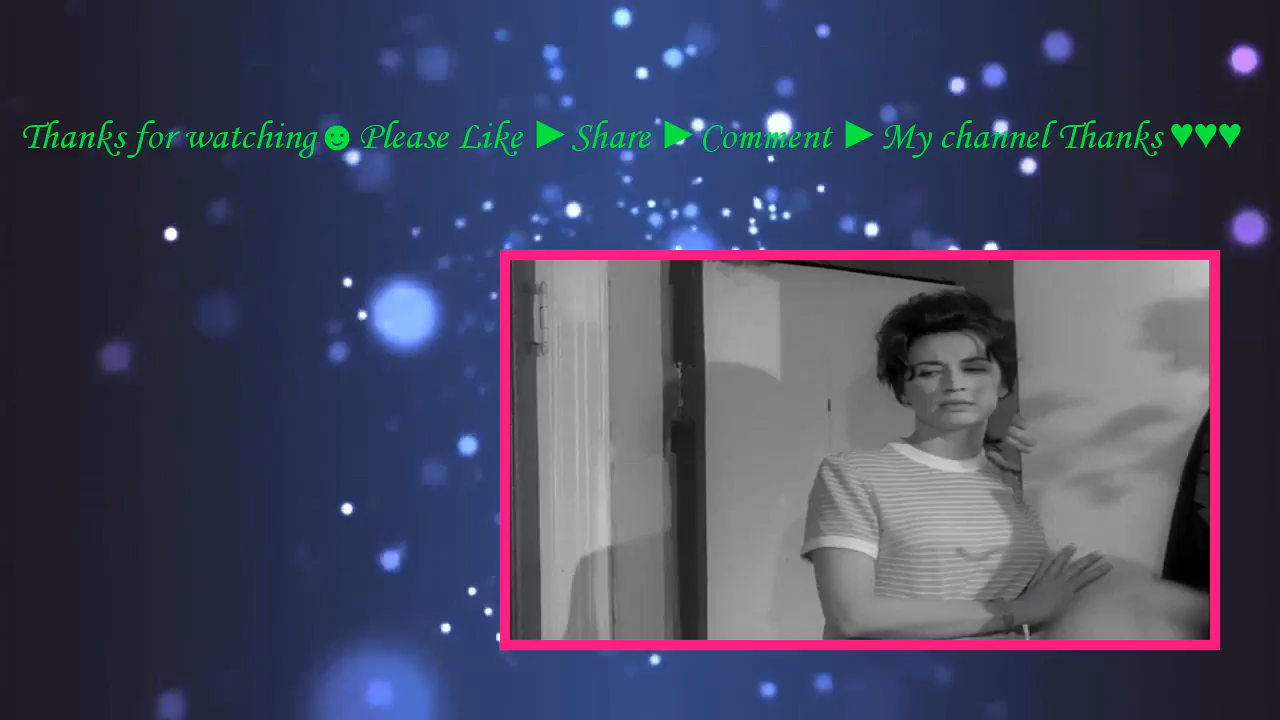 Thanks for watching☻Please Like ► Share ► Comment ► My channel Thanks ♥♥♥